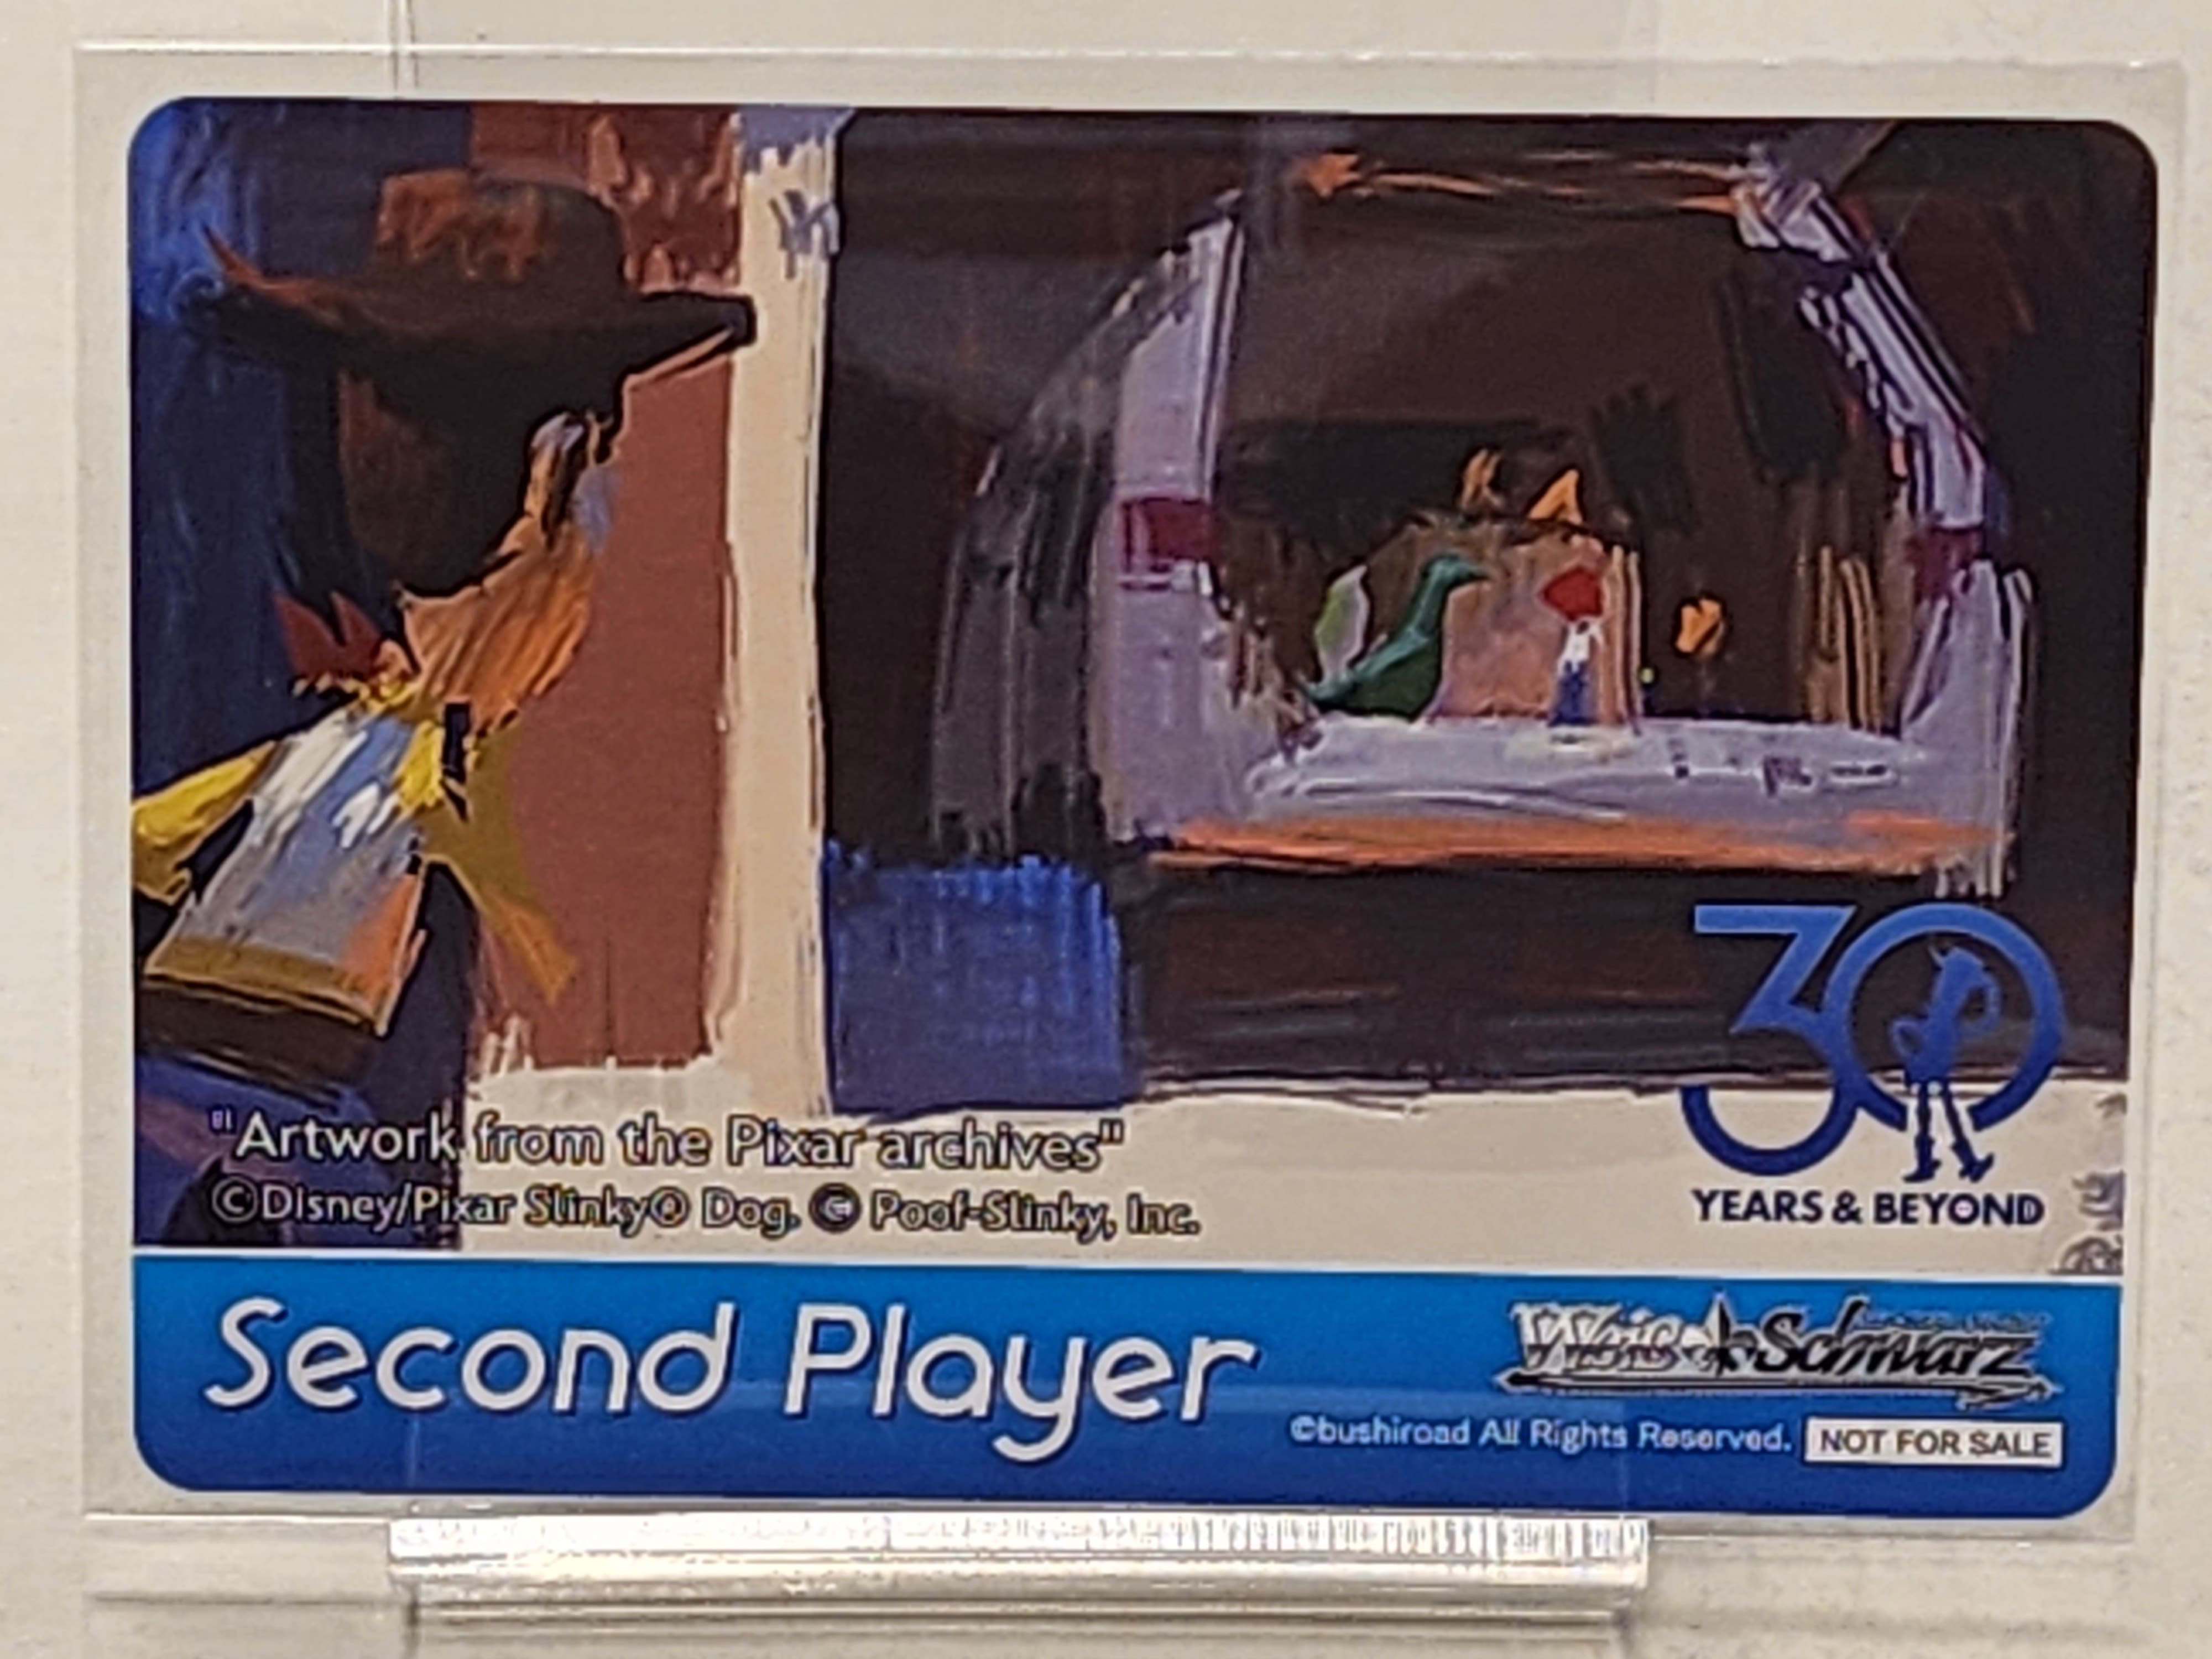 30
YEARS & BEYOND
"Artwork from the Pixar archives"
©Disney/Pixar Slinky® Dog. © Poof-Slinky, Inc.
Second Player
Weiß Schwarz
©bushiroad All Rights Reserved.
NOT FOR SALE